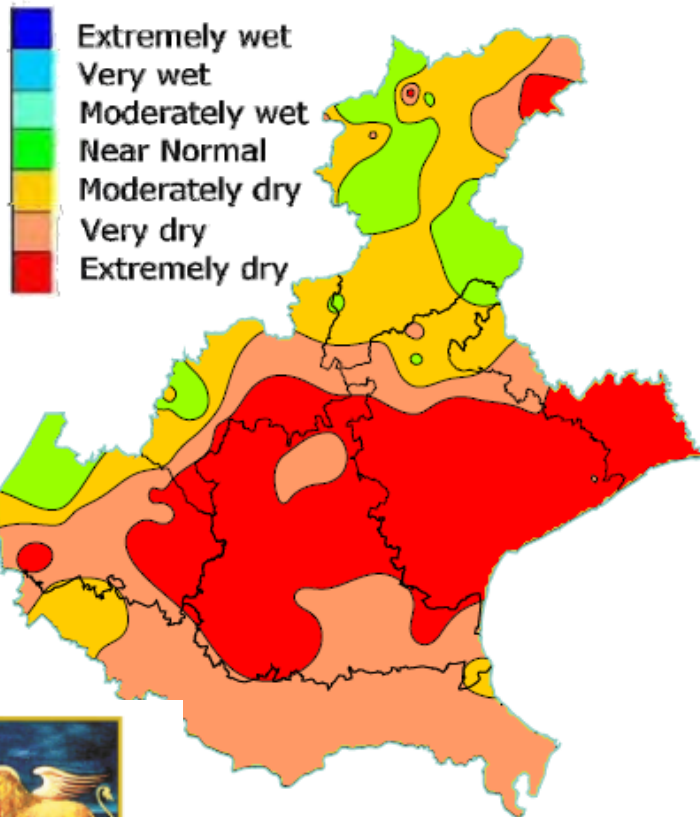 Extremely wet
Very wet
Moderately wet
Near Normal
Moderately dry
Very dry
Extremely dry